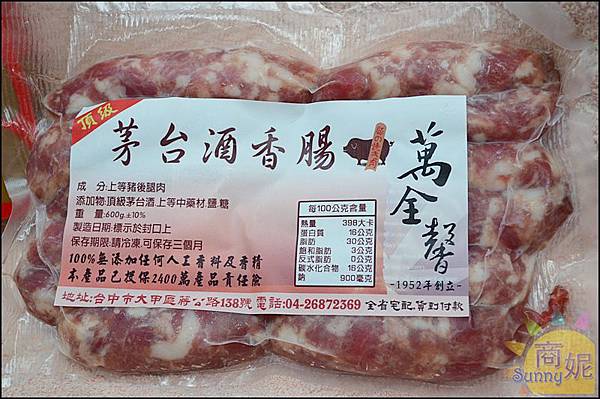 頂級
茅台酒香腸
萬全馨
-1952年創立-
成 分:上等豬後腿肉
添加物:頂級茅台酒.上等中藥材.鹽.糖
重 量:600g.±10%
製造日期:標示於封口上
保存期限:請冷凍.可保存三個月
100%無添加任何人工香料及香精
本產品已投保2400萬產品責任險
每100公克含量
熱量 398大卡
蛋白質 16公克
脂肪 30公克
飽和脂肪 3公克
反式脂肪 0公克
碳水化合物 16公克
鈉 900毫克
地址:台中市大甲區蔣公路138號 電話:04-26872369 全省宅配.貨到付款
商妮
Sunny